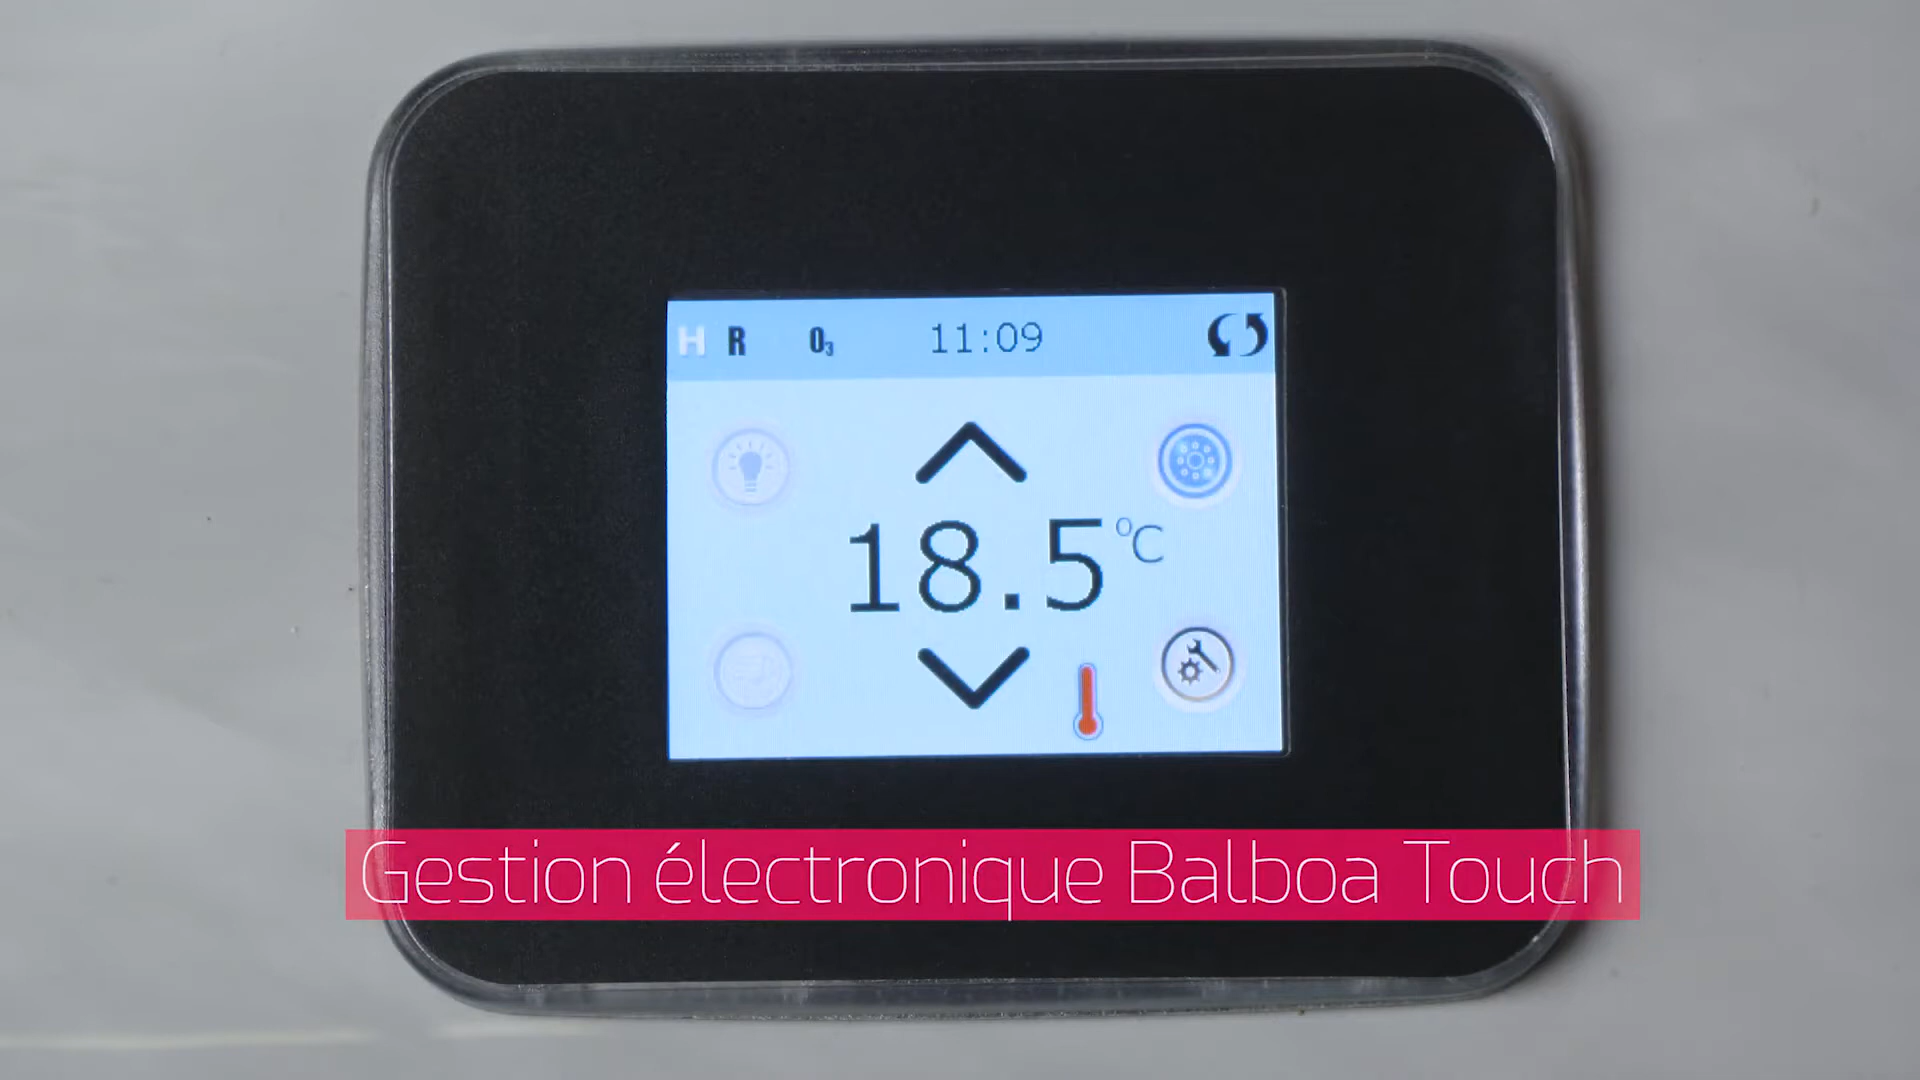 H R O₃ 11:09
18.5 °C
Gestion électronique Balboa Touch